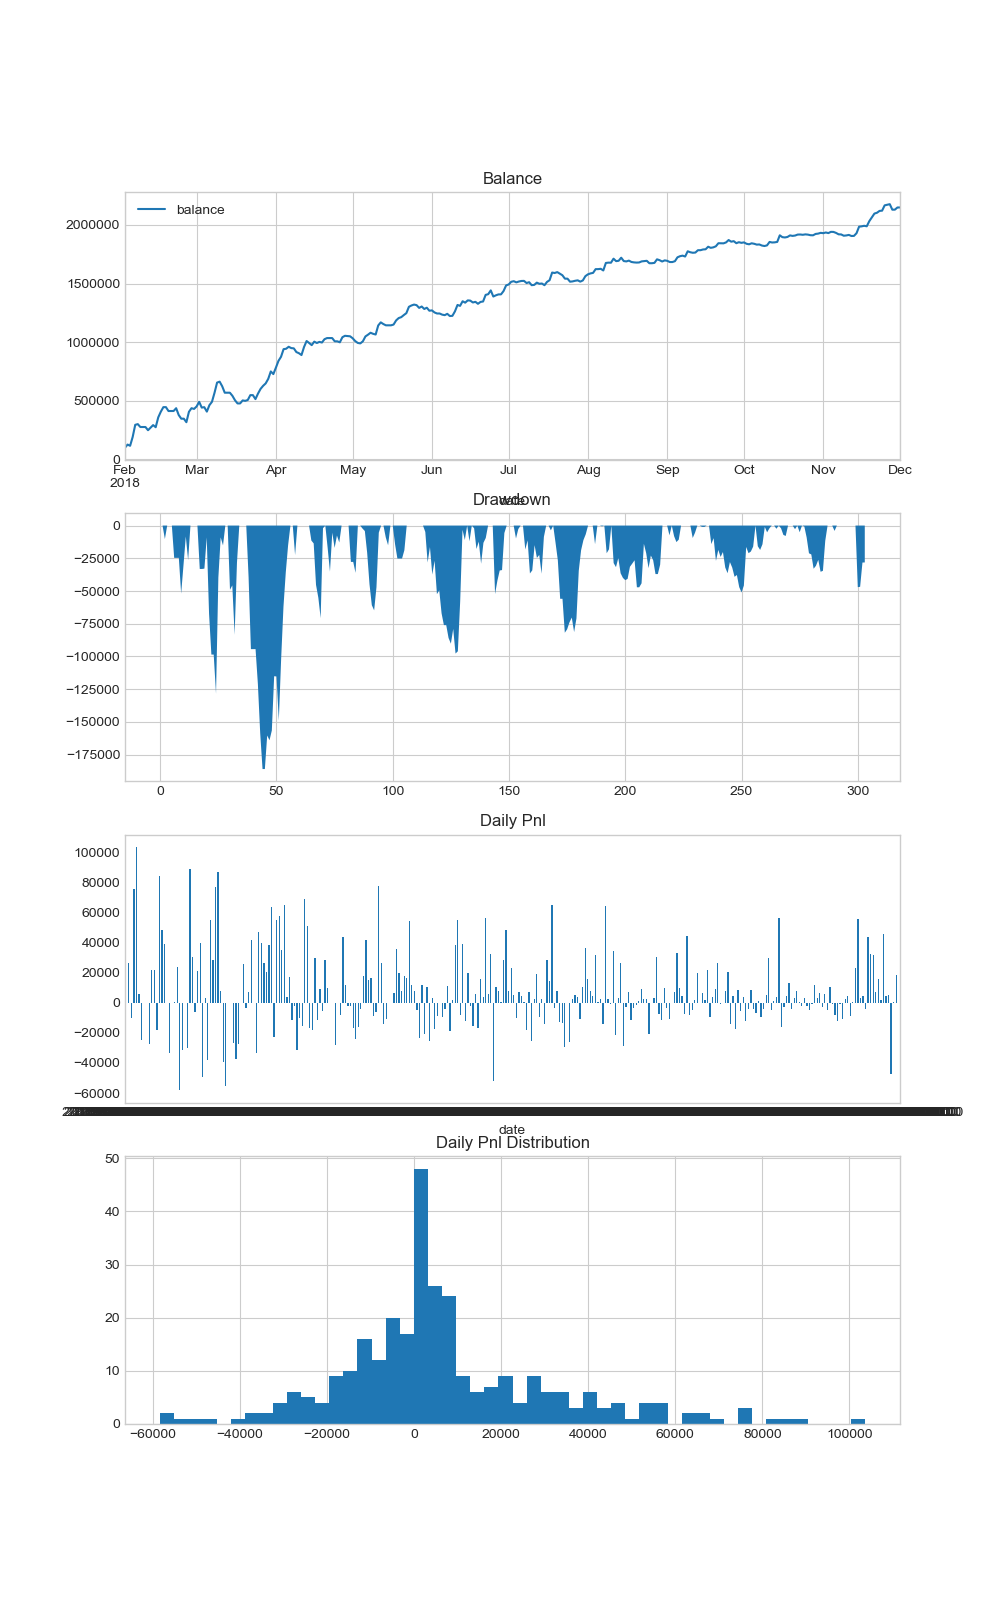 Balance
balance
2000000
1500000
1000000
500000
0
Feb Mar Apr May Jun Jul Aug Sep Oct Nov Dec
2018
date
Drawdown
0
−25000
−50000
−75000
−100000
−125000
−150000
−175000
0 50 100 150 200 250 300
Daily Pnl
100000
80000
60000
40000
20000
0
−20000
−40000
−60000
date
Daily Pnl Distribution
50
40
30
20
10
0
−60000 −40000 −20000 0 20000 40000 60000 80000 100000